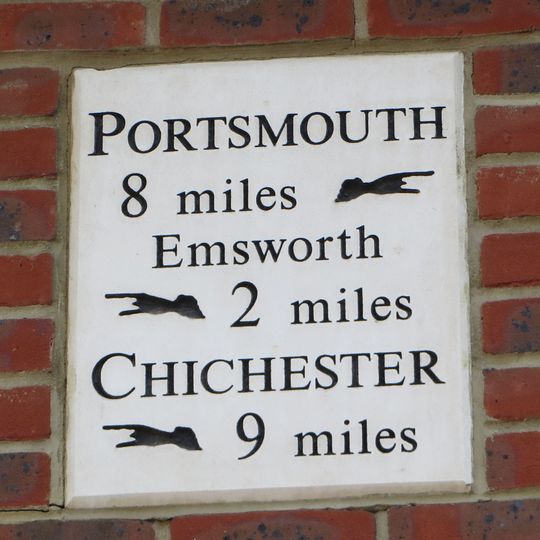 PORTSMOUTH
8 miles
Emsworth
2 miles
CHICHESTER
9 miles